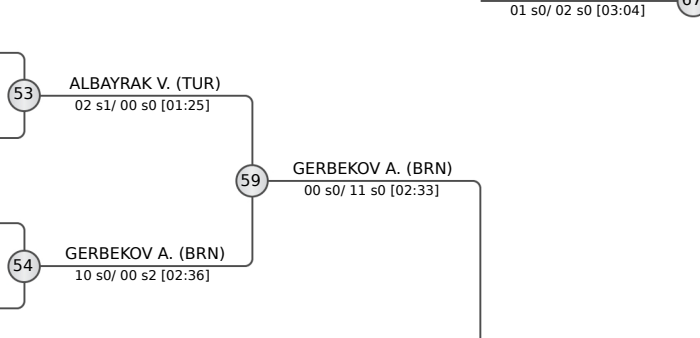 01 s0/ 02 s0 [03:04]
67
53
ALBAYRAK V. (TUR)
02 s1/ 00 s0 [01:25]
59
GERBEKOV A. (BRN)
00 s0/ 11 s0 [02:33]
54
GERBEKOV A. (BRN)
10 s0/ 00 s2 [02:36]